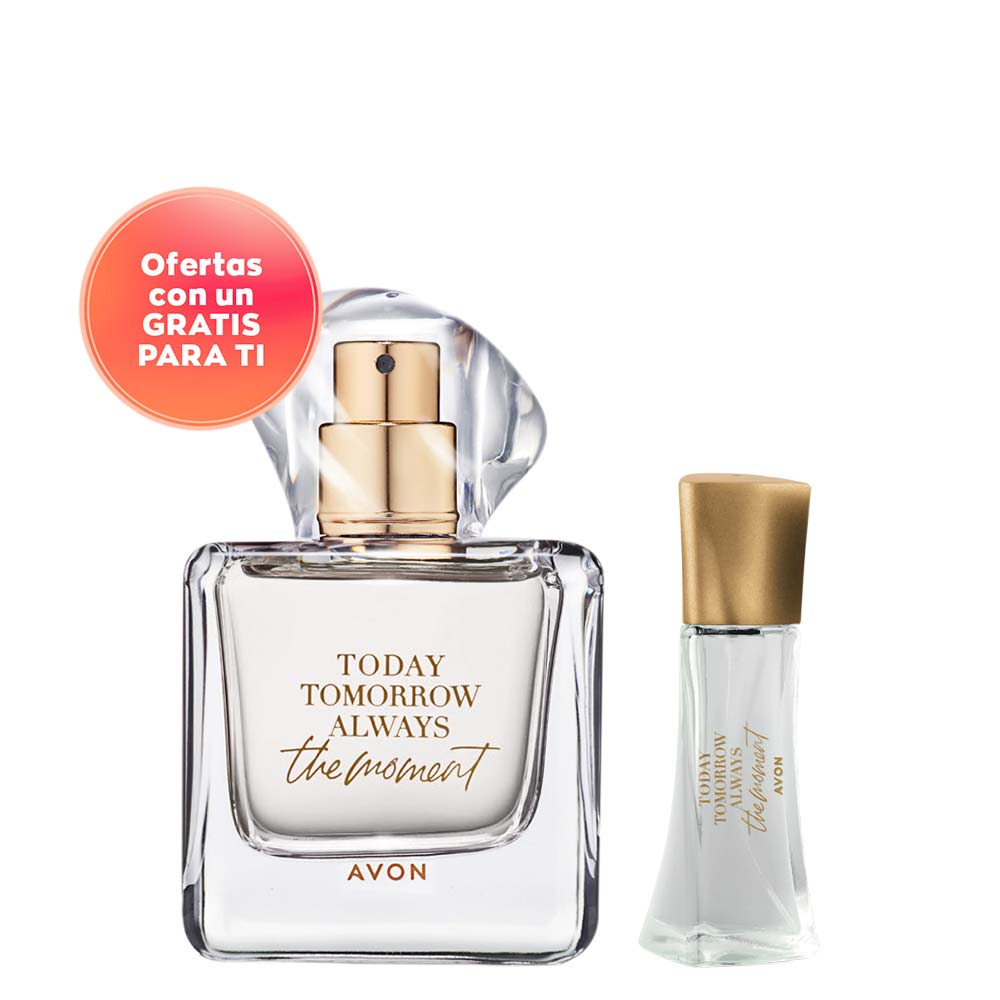 Ofertas
con un
GRATIS
PARA TI
TODAY
TOMORROW
ALWAYS
the moment
AVON
TODAY
TOMORROW
ALWAYS
the moment
AVON